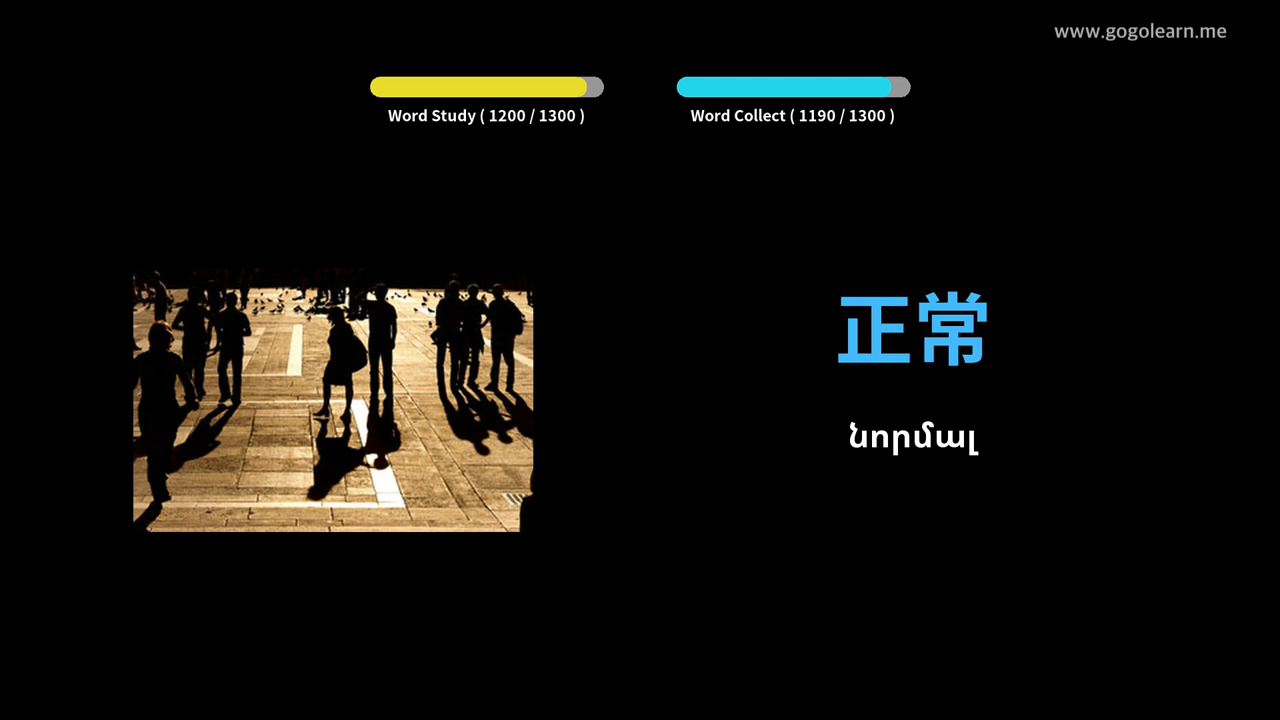 www.gogolearn.me
Word Study ( 1200 / 1300 )
Word Collect ( 1190 / 1300 )
正常
նորմալ